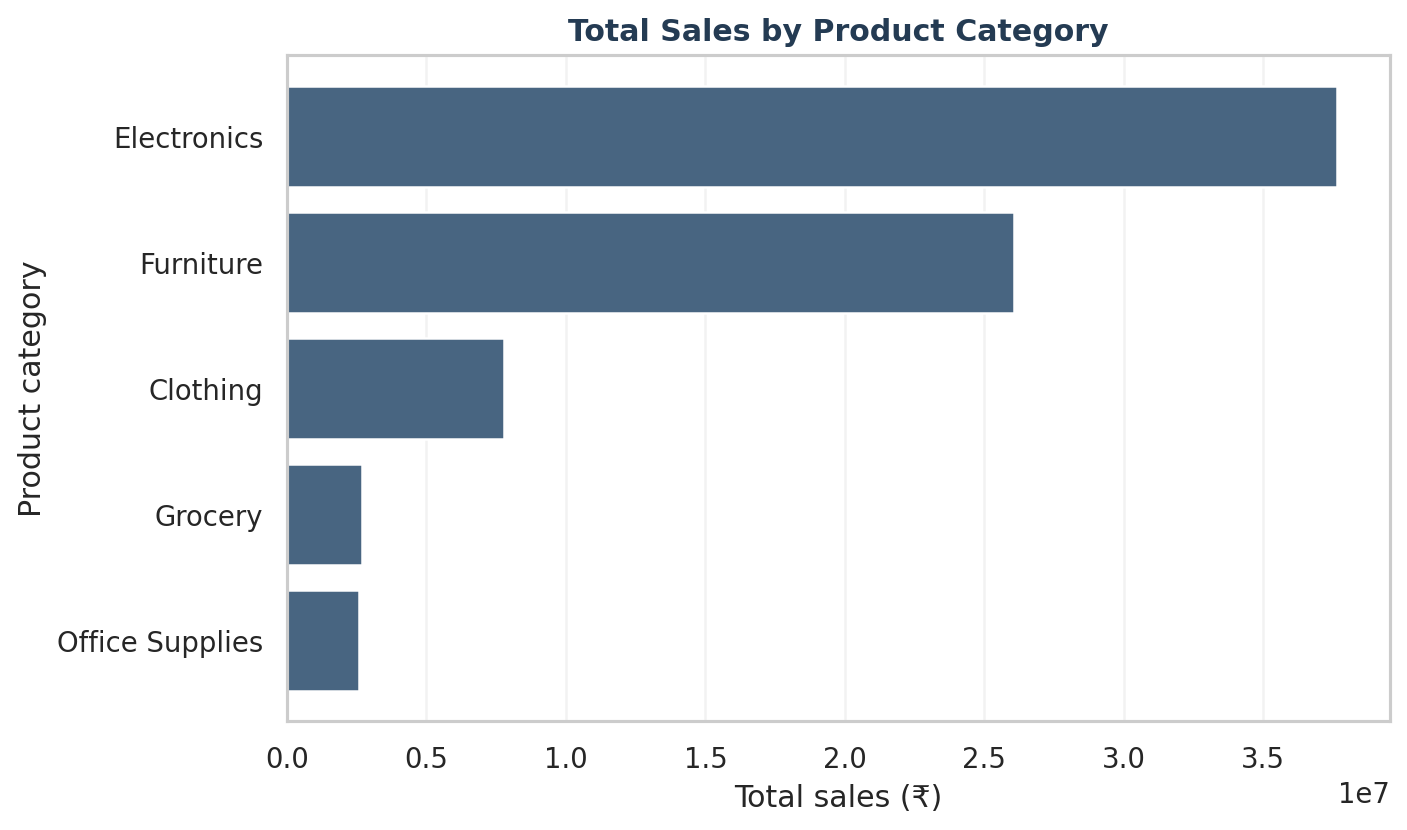 Total Sales by Product Category
Product category
Electronics
Furniture
Clothing
Grocery
Office Supplies
0.0 0.5 1.0 1.5 2.0 2.5 3.0 3.5
1e7
Total sales (₹)